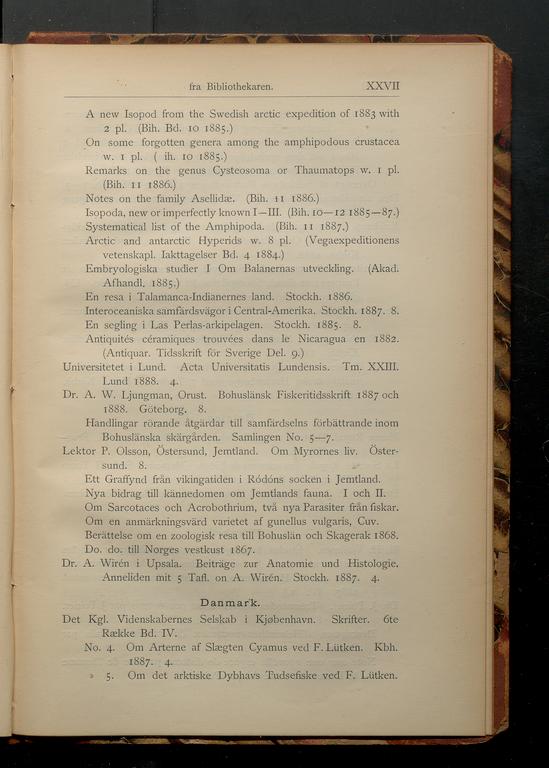 fra Bibliothekaren. XXVII
A new Isopod from the Swedish arctic expedition of 1883 with
2 pl. (Bih. Bd. 10 1885.)
On some forgotten genera among the amphipodous crustacea
w. 1 pl. ( ih. 10 1885.)
Remarks on the genus Cysteosoma or Thaumatops w. 1 pl.
(Bih. 11 1886.)
Notes on the family Asellidæ. (Bih. 11 1886.)
Isopoda, new or imperfectly known I—III. (Bih. 10—12 1885—87.)
Systematical list of the Amphipoda. (Bih. 11 1887.)
Arctic and antarctic Hyperids w. 8 pl. (Vegaexpeditionens
vetenskapl. Iakttagelser Bd. 4 1884.)
Embryologiska studier I Om Balanernas utveckling. (Akad.
Afhandl. 1885.)
En resa i Talamanca-Indianernes land. Stockh. 1886.
Interoceaniska samfärdsvägor i Central-Amerika. Stockh. 1887. 8.
En segling i Las Perlas-arkipelagen. Stockh. 1885. 8.
Antiquités céramiques trouvées dans le Nicaragua en 1882.
(Antiquar. Tidsskrift för Sverige Del. 9.)
Universitetet i Lund. Acta Universitatis Lundensis. Tm. XXIII.
Lund 1888. 4.
Dr. A. W. Ljungman, Orust. Bohuslänsk Fiskeritidsskrift 1887 och
1888. Göteborg. 8.
Handlingar rörande åtgärdar till samfärdselns förbättrande inom
Bohuslänska skärgården. Samlingen No. 5—7.
Lektor P. Olsson, Östersund, Jemtland. Om Myrornes liv. Öster-
sund. 8.
Ett Graffynd från vikingatiden i Rödöns socken i Jemtland.
Nya bidrag till kännedomen om Jemtlands fauna. I och II.
Om Sarcotaces och Acrobothrium, två nya Parasiter från fiskar.
Om en anmärkningsvärd varietet af gunellus vulgaris, Cuv.
Berättelse om en zoologisk resa till Bohuslän och Skagerak 1868.
Do. do. till Norges vestkust 1867.
Dr. A. Wirén i Upsala. Beiträge zur Anatomie und Histologie.
Anneliden mit 5 Tafl. on A. Wirén. Stockh. 1887. 4.
Danmark.
Det Kgl. Videnskabernes Selskab i Kjøbenhavn. Skrifter. 6te
Række Bd. IV.
No. 4. Om Arterne af Slægten Cyamus ved F. Lütken. Kbh.
1887. 4.
» 5. Om det arktiske Dybhavs Tudsefiske ved F. Lütken.